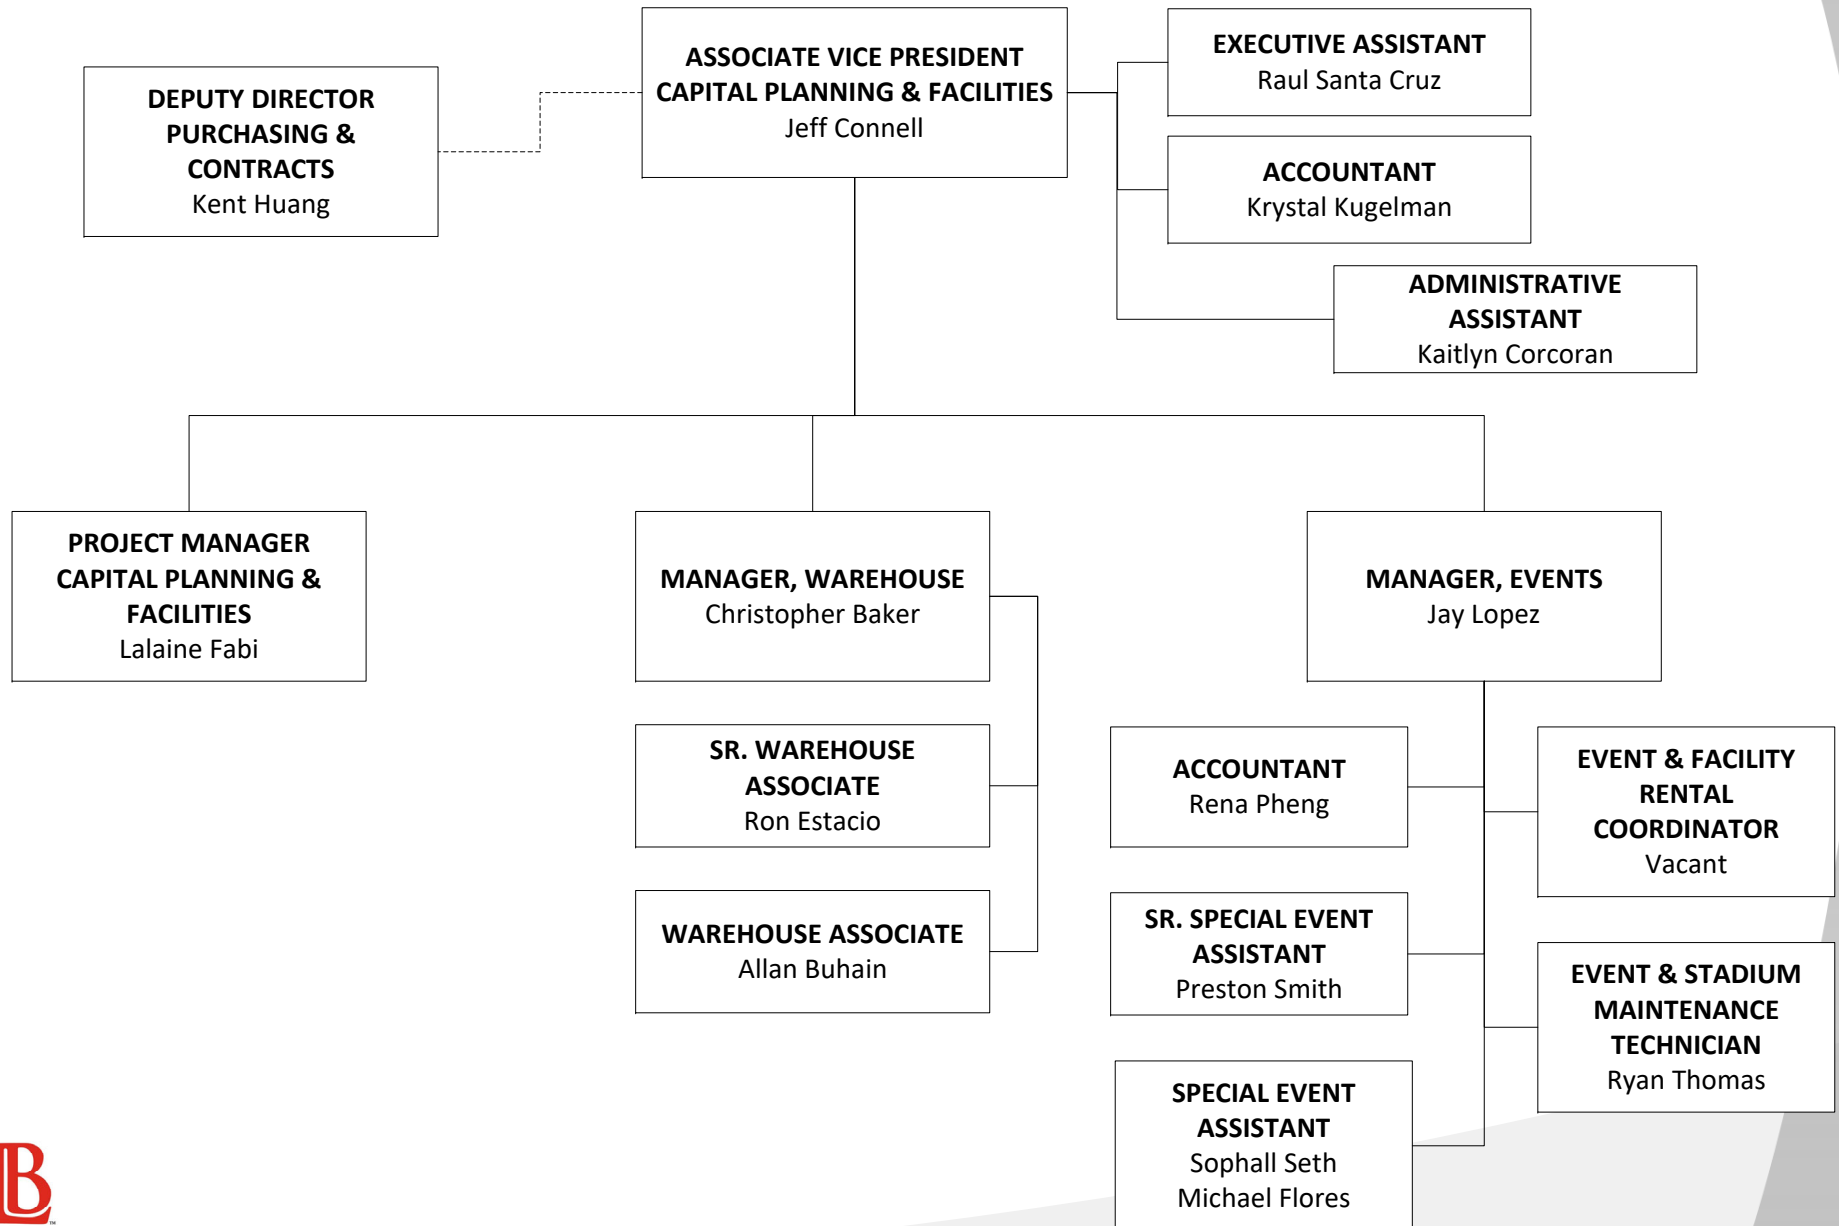 ASSOCIATE VICE PRESIDENT
CAPITAL PLANNING & FACILITIES
Jeff Connell
EXECUTIVE ASSISTANT
Raul Santa Cruz
DEPUTY DIRECTOR
PURCHASING &
CONTRACTS
Kent Huang
ACCOUNTANT
Krystal Kugelman
ADMINISTRATIVE
ASSISTANT
Kaitlyn Corcoran
PROJECT MANAGER
CAPITAL PLANNING &
FACILITIES
Lalaine Fabi
MANAGER, WAREHOUSE
Christopher Baker
MANAGER, EVENTS
Jay Lopez
SR. WAREHOUSE
ASSOCIATE
Ron Estacio
WAREHOUSE ASSOCIATE
Allan Buhain
ACCOUNTANT
Rena Pheng
EVENT & FACILITY
RENTAL
COORDINATOR
Vacant
SR. SPECIAL EVENT
ASSISTANT
Preston Smith
EVENT & STADIUM
MAINTENANCE
TECHNICIAN
Ryan Thomas
SPECIAL EVENT
ASSISTANT
Sophall Seth
Michael Flores
LB